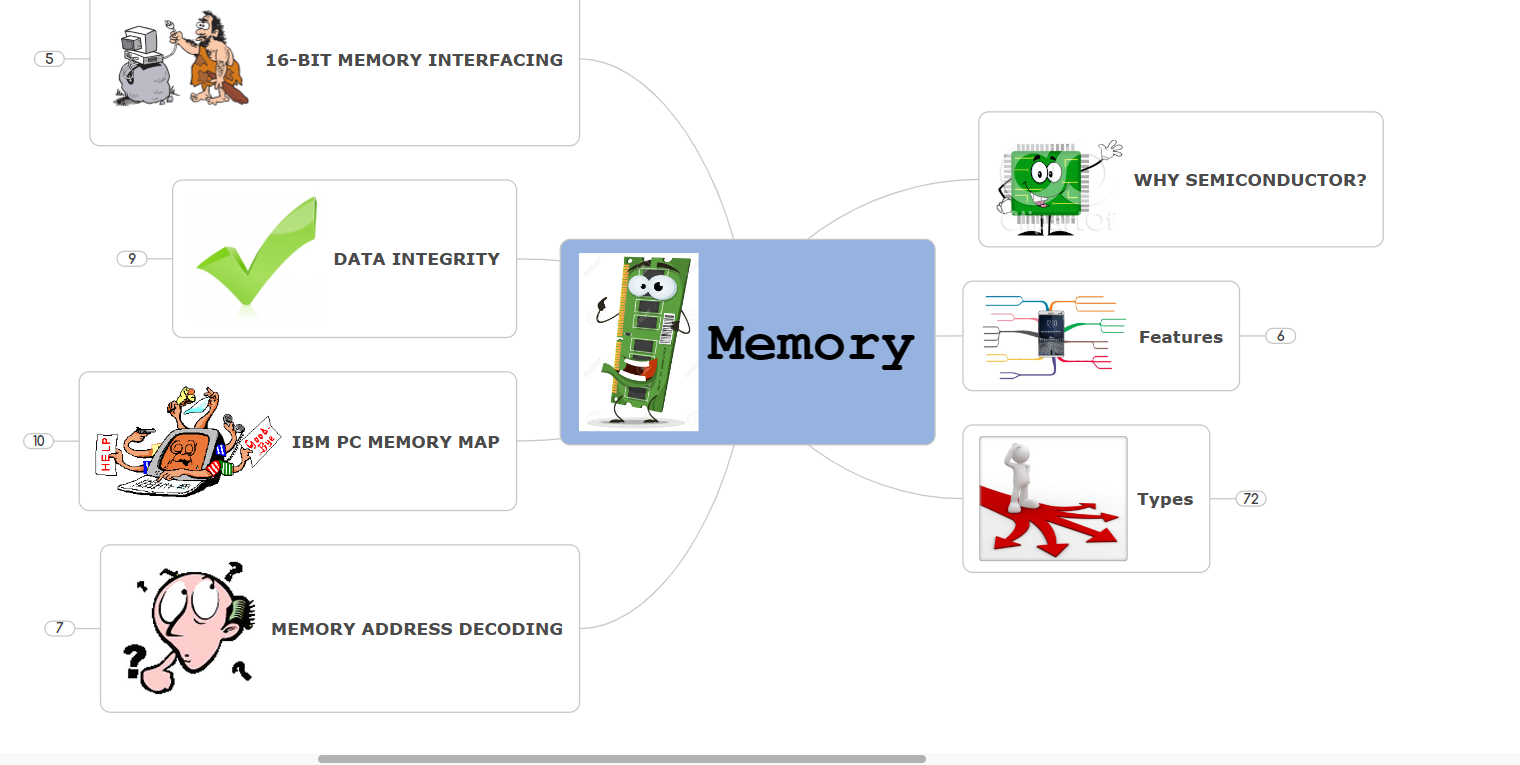 5
16-BIT MEMORY INTERFACING
WHY SEMICONDUCTOR?
9
DATA INTEGRITY
Memory
Features
6
10
HELP
Good
Bye
IBM PC MEMORY MAP
Types
72
7
? ?
? ?
MEMORY ADDRESS DECODING